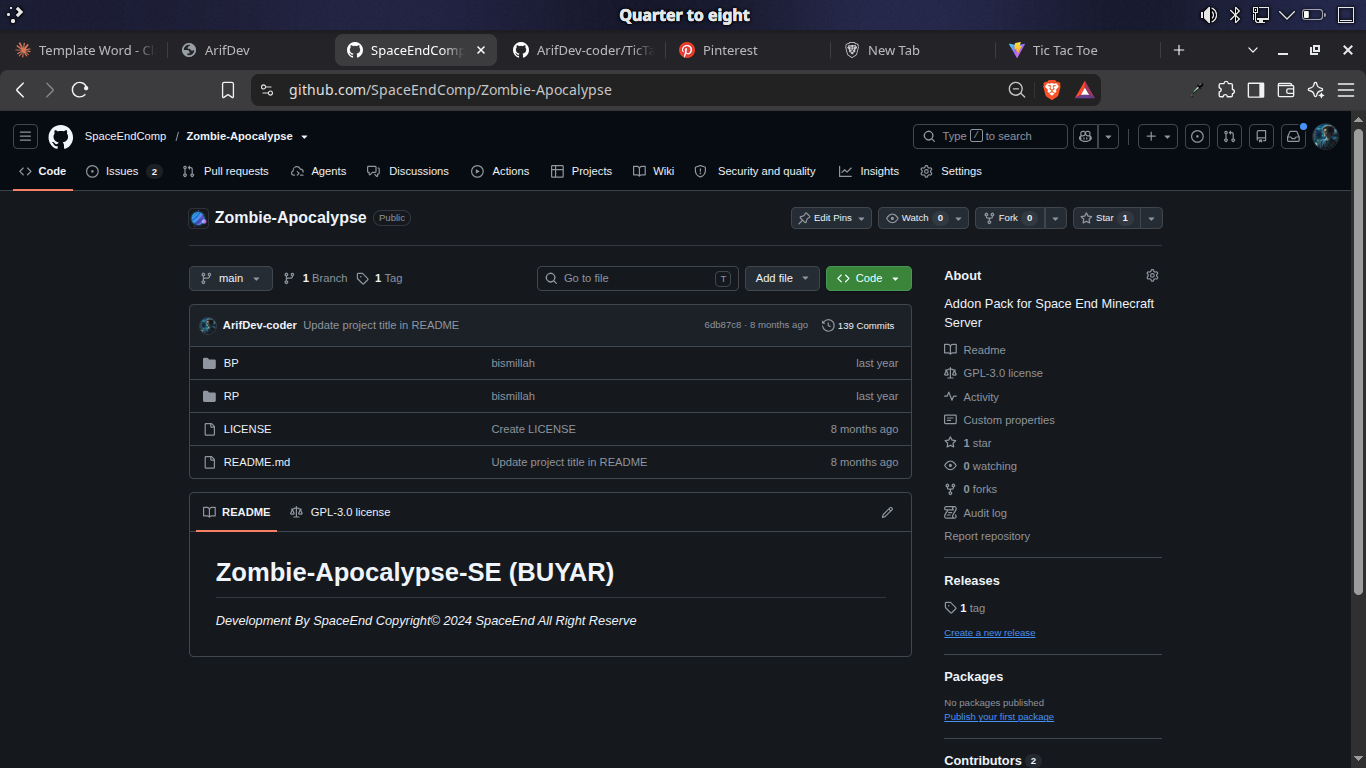 Quarter to eight
Template Word - Cl
ArifDev
SpaceEndComp
ArifDev-coder/TicTa
Pinterest
New Tab
Tic Tac Toe
github.com/SpaceEndComp/Zombie-Apocalypse
SpaceEndComp / Zombie-Apocalypse
Type / to search
Code
Issues 2
Pull requests
Agents
Discussions
Actions
Projects
Wiki
Security and quality
Insights
Settings
Zombie-Apocalypse Public
Edit Pins
Watch 0
Fork 0
Star 1
main
1 Branch
1 Tag
Go to file T
Add file
Code
ArifDev-coder Update project title in README 6db87c8 · 8 months ago 139 Commits
BP bismillah last year
RP bismillah last year
LICENSE Create LICENSE 8 months ago
README.md Update project title in README 8 months ago
README
GPL-3.0 license
Zombie-Apocalypse-SE (BUYAR)
Development By SpaceEnd Copyright© 2024 SpaceEnd All Right Reserve
About
Addon Pack for Space End Minecraft
Server
Readme
GPL-3.0 license
Activity
Custom properties
1 star
0 watching
0 forks
Audit log
Report repository
Releases
1 tag
Create a new release
Packages
No packages published
Publish your first package
Contributors 2